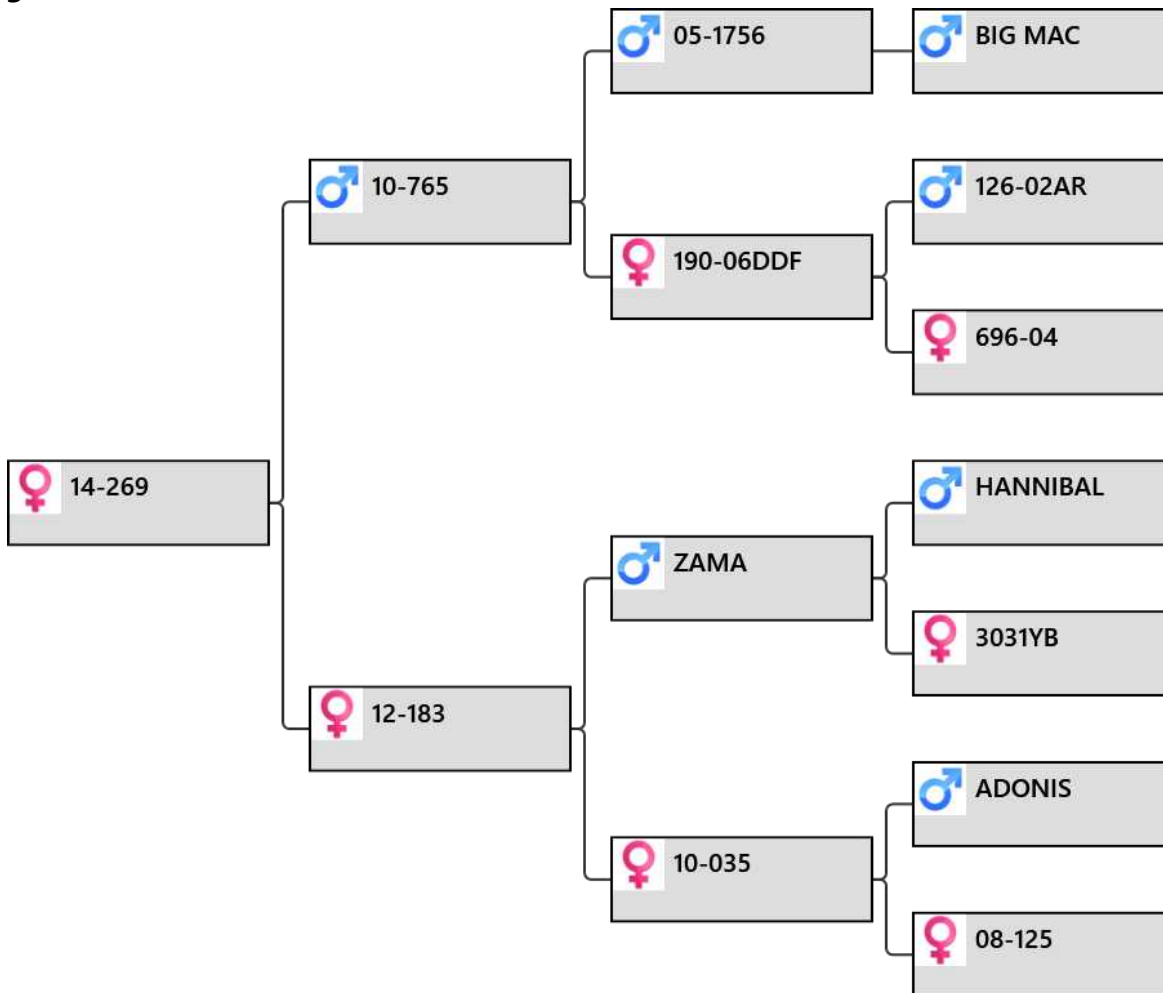 05-1756
BIG MAC
10-765
126-02AR
190-06DDF
696-04
14-269
HANNIBAL
ZAMA
3031YB
12-183
ADONIS
10-035
08-125